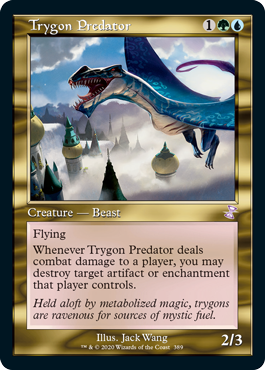 Trygon Predator 1
Creature — Beast
Flying
Whenever Trygon Predator deals
combat damage to a player, you may
destroy target artifact or enchantment
that player controls.
Held aloft by metabolized magic, trygons
are ravenous for sources of mystic fuel.
Illus. Jack Wang
™ & © 2020 Wizards of the Coast 389
2/3